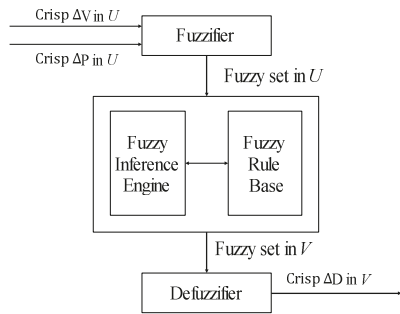 Crisp ΔV in U
Fuzzifier
Crisp ΔP in U
Fuzzy set in U
Fuzzy
Inference
Engine
Fuzzy
Rule
Base
Fuzzy set in V
Crisp ΔD in V
Defuzzifier